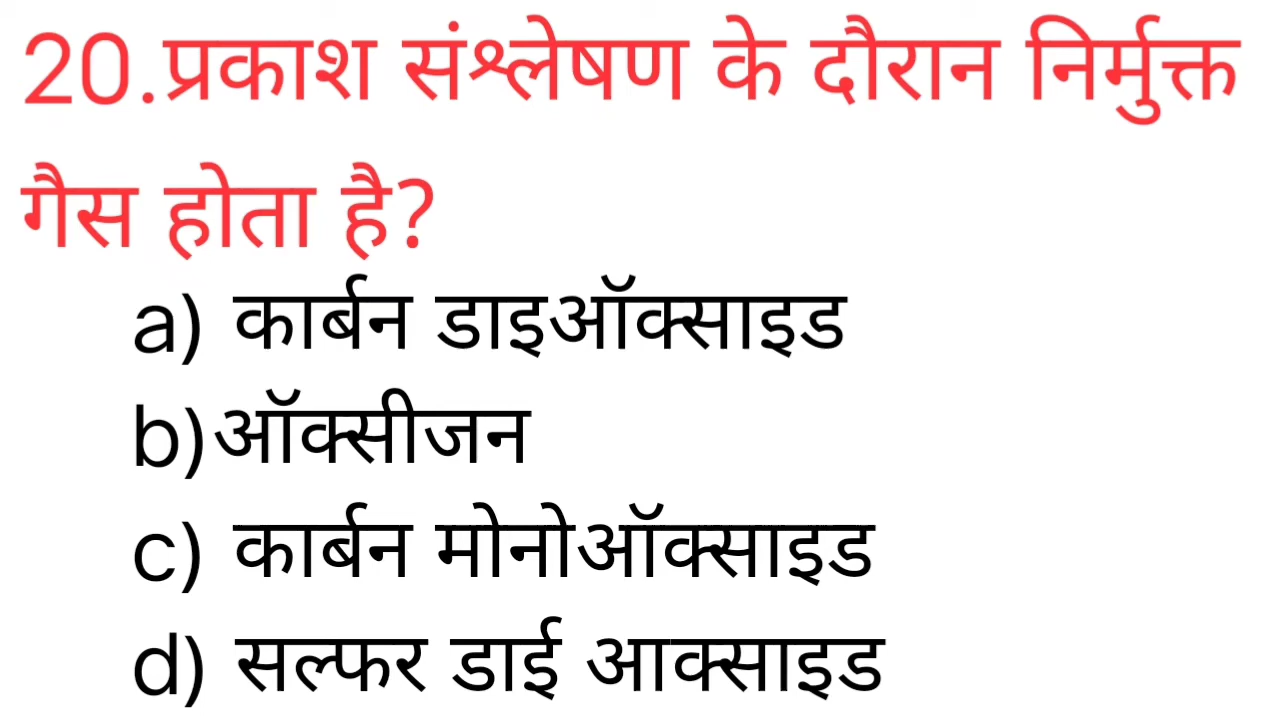 20.प्रकाश संश्लेषण के दौरान निर्मुक्त
गैस होता है?
a) कार्बन डाइऑक्साइड
b)ऑक्सीजन
c) कार्बन मोनोऑक्साइड
d) सल्फर डाई आक्साइड